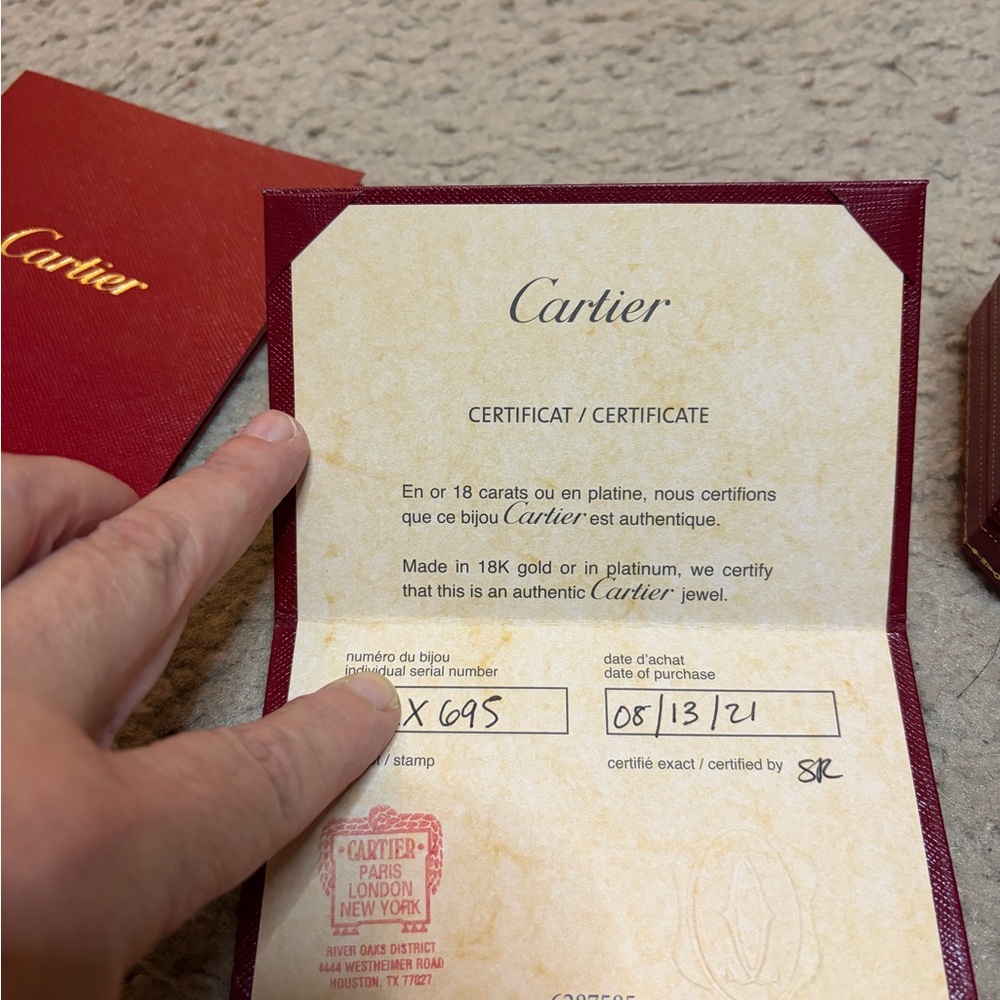 Cartier
Cartier
CERTIFICAT / CERTIFICATE
En or 18 carats ou en platine, nous certifions
que ce bijou Cartier est authentique.
Made in 18K gold or in platinum, we certify
that this is an authentic Cartier jewel.
numéro du bijou
individual serial number
X 695
date d'achat
date of purchase
08/13/21
/ stamp
certifié exact / certified by SR
CARTIER
PARIS
LONDON
NEW YORK
RIVER OAKS DISTRICT
4444 WESTHEIMER ROAD
HOUSTON, TX 77027